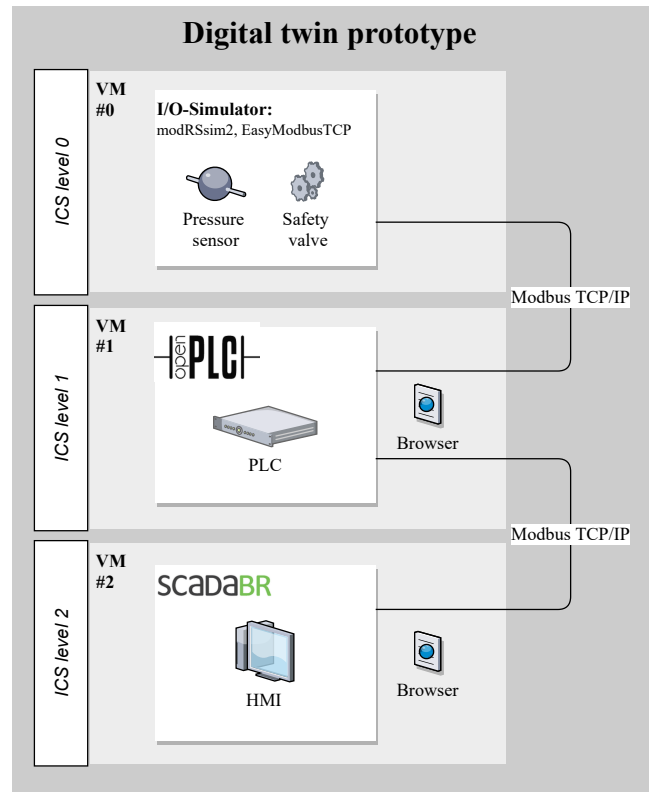 Digital twin prototype
ICS level 0
VM
#0
I/O-Simulator:
modRSsim2, EasyModbusTCP
Pressure
sensor
Safety
valve
Modbus TCP/IP
ICS level 1
VM
#1
open
PLC
PLC
Browser
Modbus TCP/IP
ICS level 2
VM
#2
SCADABR
HMI
Browser